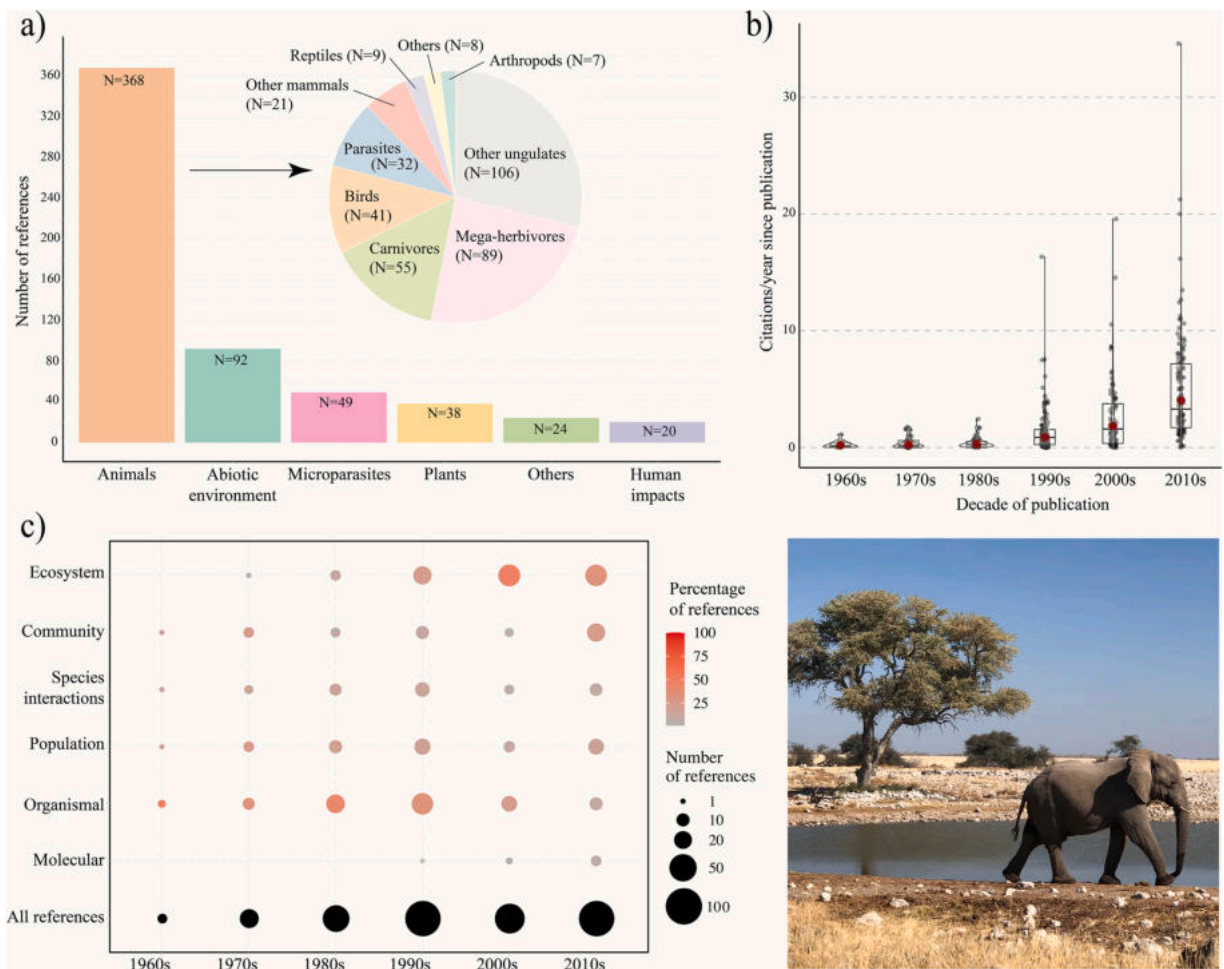 a)
Number of references
360
320
280
240
200
160
120
80
40
0
N=368
N=92
N=49
N=38
N=24
N=20
Animals
Abiotic
environment
Microparasites
Plants
Others
Human
impacts
Others (N=8)
Reptiles (N=9)
Arthropods (N=7)
Other mammals
(N=21)
Parasites
(N=32)
Other ungulates
(N=106)
Birds
(N=41)
Mega-herbivores
(N=89)
Carnivores
(N=55)
b)
Citations/year since publication
30
20
10
0
1960s 1970s 1980s 1990s 2000s 2010s
Decade of publication
c)
Ecosystem
Community
Species
interactions
Population
Organismal
Molecular
All references
1960s 1970s 1980s 1990s 2000s 2010s
Percentage
of references
100
75
50
25
Number
of references
1
10
20
50
100